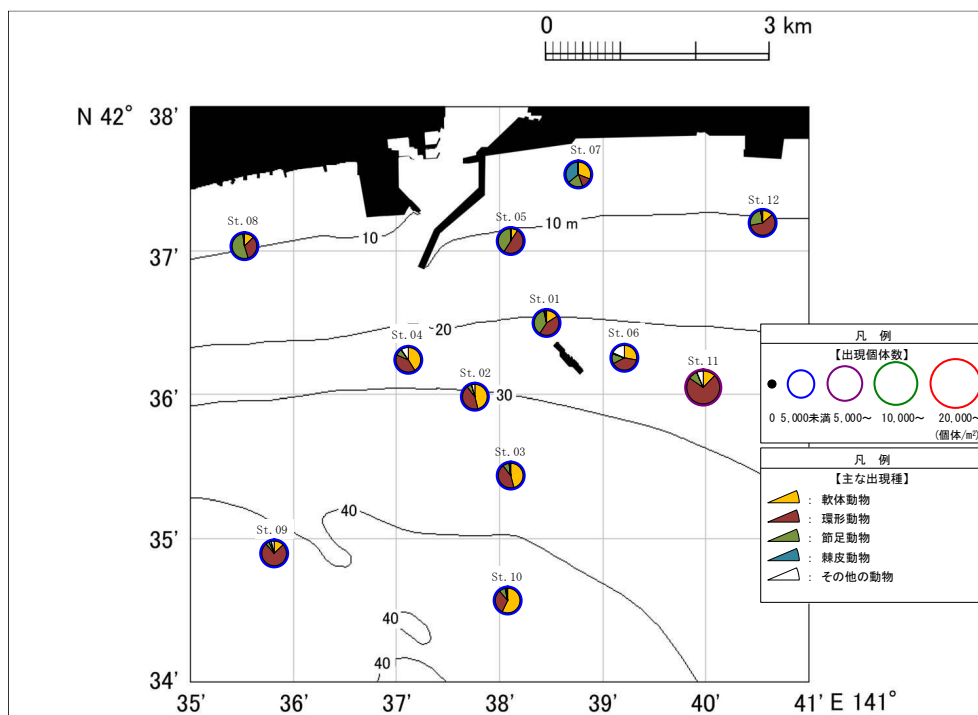 0 3 km
N 42° 38'
St.07
St.12
St.08
St.05
10 m
10
37'
St.01
20
St.04
St.06
St.11
St.02
36'
30
凡 例
【出現個体数】
0 5,000未満 5,000～ 10,000～ 20,000～
(個体/m²)
St.03
凡 例
【主な出現種】
: 軟体動物
: 環形動物
: 節足動物
: 棘皮動物
: その他の動物
40
St.09
35'
St.10
40
40
34'
35' 36' 37' 38' 39' 40' 41' E 141°